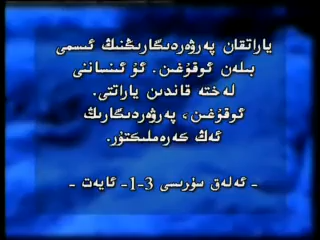 ياراتقان پەرۋەردىگارىڭنىڭ ئىسمى
بىلەن ئوقۇغىن. ئۇ ئىنساننى
لەختە قاندىن ياراتتى.
ئوقۇغىن، پەرۋەردىگارىڭ
ئەڭ كەرەملىكتۇر.
- ئەلەق سۈرىسى 3-1- ئايەت -